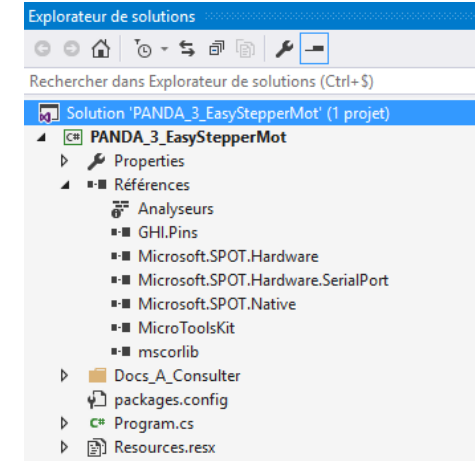 Explorateur de solutions
Rechercher dans Explorateur de solutions (Ctrl+$)
Solution 'PANDA_3_EasyStepperMot' (1 projet)
C# PANDA_3_EasyStepperMot
Properties
Références
Analyseurs
GHI.Pins
Microsoft.SPOT.Hardware
Microsoft.SPOT.Hardware.SerialPort
Microsoft.SPOT.Native
MicroToolsKit
mscorlib
Docs_A_Consulter
packages.config
C# Program.cs
Resources.resx